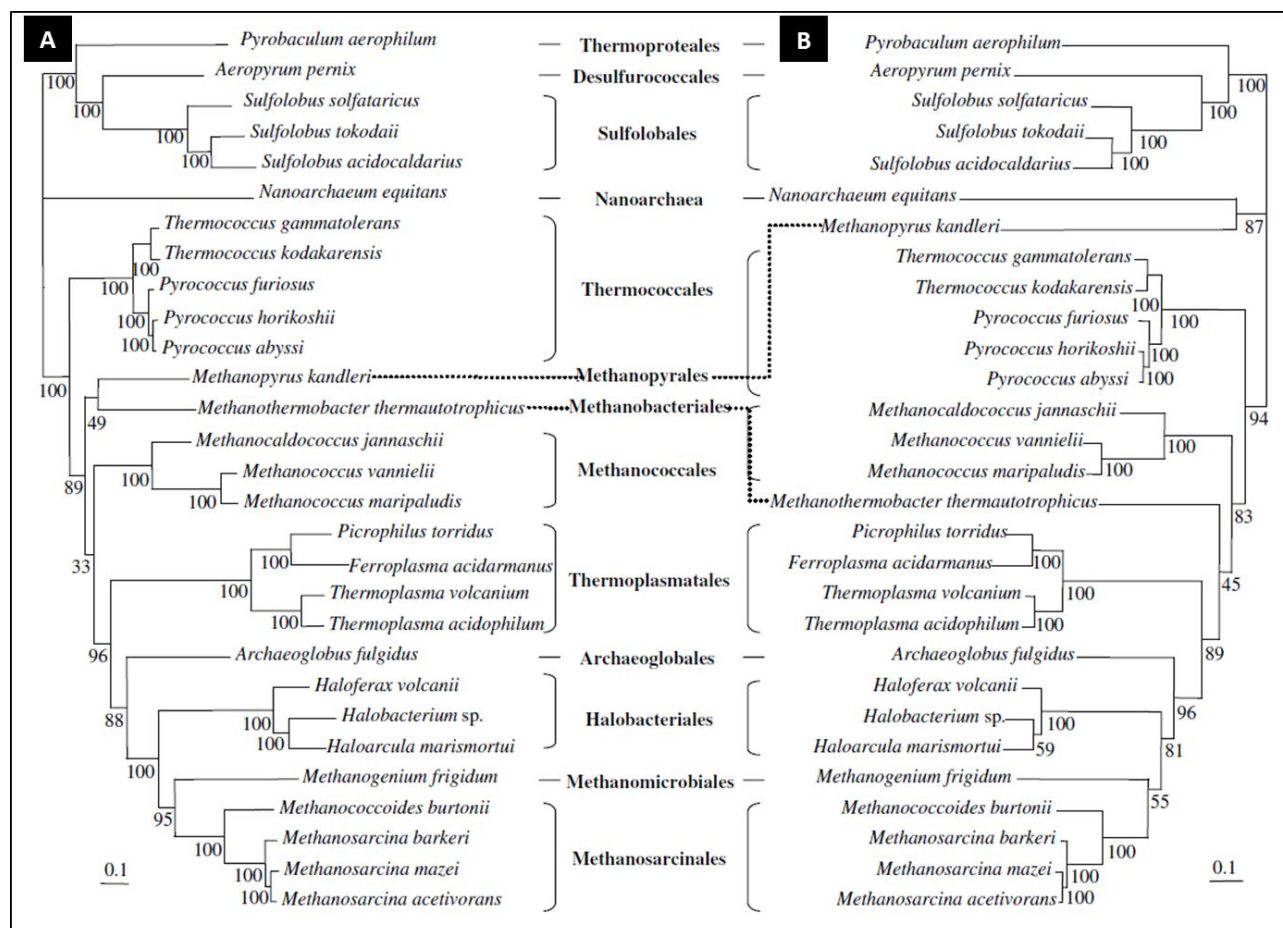 A
B
Pyrobaculum aerophilum
Thermoproteales
Pyrobaculum aerophilum
100
100
Aeropyrum pernix
Desulfurococcales
Aeropyrum pernix
100
100
Sulfolobus solfataricus
Sulfolobus solfataricus
100
100
Sulfolobus tokodaii
Sulfolobales
Sulfolobus tokodaii
100
100
Sulfolobus acidocaldarius
Sulfolobus acidocaldarius
Nanoarchaeum equitans
Nanoarchaea
Nanoarchaeum equitans
Thermococcus gammatolerans
Methanopyrus kandleri
87
Thermococcus kodakarensis
Thermococcus gammatolerans
100
100
Pyrococcus furiosus
Thermococcales
Thermococcus kodakarensis
100
100
Pyrococcus horikoshii
Pyrococcus furiosus
100
100
Pyrococcus abyssi
Pyrococcus horikoshii
100
100
Methanopyrus kandleri
Methanopyrales
Pyrococcus abyssi
100
Methanothermobacter thermautotrophicus
Methanobacteriales
Methanocaldococcus jannaschii
49
94
Methanocaldococcus jannaschii
Methanococcus vannielii
100
100
Methanococcus vannielii
Methanococcales
Methanococcus maripaludis
89
100
100
Methanococcus maripaludis
Methanothermobacter thermautotrophicus
83
Picrophilus torridus
Picrophilus torridus
100
100
Ferroplasma acidarmanus
Ferroplasma acidarmanus
33
45
Thermoplasmatales
100
100
Thermoplasma volcanium
Thermoplasma volcanium
100
100
Thermoplasma acidophilum
Thermoplasma acidophilum
96
89
Archaeoglobus fulgidus
Archaeoglobales
Archaeoglobus fulgidus
Haloferax volcanii
Haloferax volcanii
88
96
100
100
Halobacterium sp.
Halobacteriales
Halobacterium sp.
100
59
Haloarcula marismortui
Haloarcula marismortui
100
81
Methanogenium frigidum
Methanomicrobiales
Methanogenium frigidum
95
55
Methanococcoides burtonii
Methanococcoides burtonii
100
100
Methanosarcina barkeri
Methanosarcina barkeri
100
100
Methanosarcina mazei
Methanosarcinales
Methanosarcina mazei
100
100
Methanosarcina acetivorans
Methanosarcina acetivorans
0.1
0.1